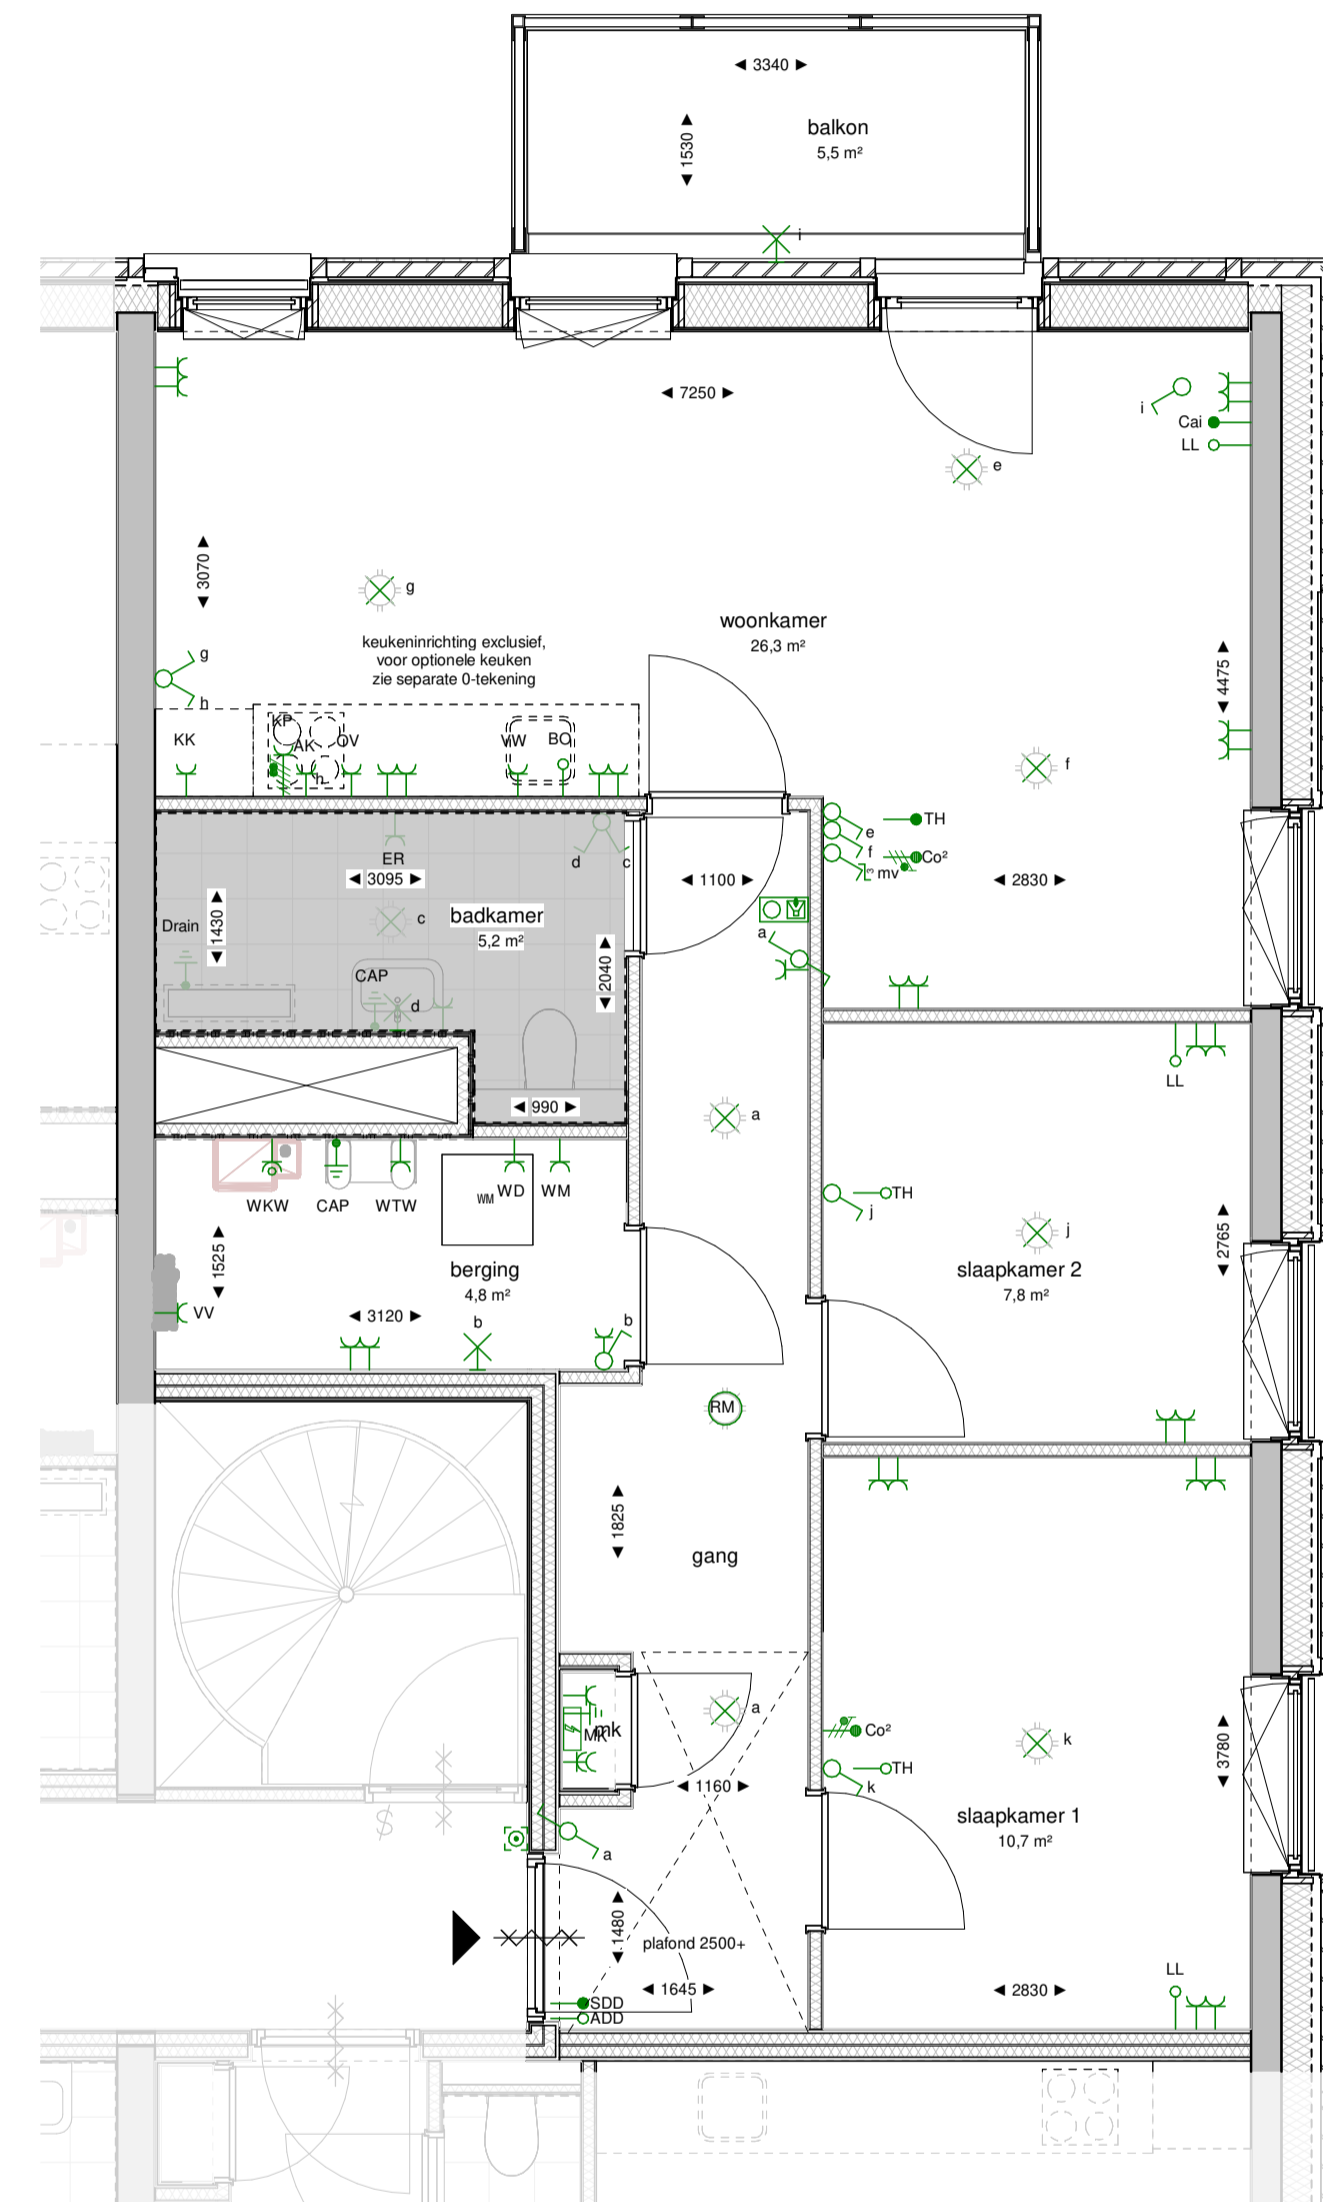 ◄ 3340 ►
balkon
5,5 m²
◄ 1530 ►
i
◄ 7250 ►
i
Cai
LL
e
◄ 3070 ►
g
woonkamer
26,3 m²
keukeninrichting exclusief,
voor optionele keuken
zie separate 0-tekening
g
h
◄ 4475 ►
KK
KP
AK
OV
h
VW
BO
f
e
f
mv
TH
Co²
ER
d
c
◄ 3095 ►
◄ 1100 ►
◄ 2830 ►
Drain
◄ 1430 ►
c
badkamer
5,2 m²
◄ 2040 ►
a
CAP
d
LL
◄ 990 ►
a
WKW
CAP
WTW
WM
WD
WM
TH
j
j
◄ 1525 ►
berging
4,8 m²
slaapkamer 2
7,8 m²
◄ 2765 ►
VV
◄ 3120 ►
b
b
RM
◄ 1825 ►
gang
mk
MK
a
Co²
TH
k
k
◄ 3780 ►
◄ 1160 ►
slaapkamer 1
10,7 m²
a
◄ 1480 ►
plafond 2500+
◄ 1645 ►
◄ 2830 ►
LL
SDD
ADD